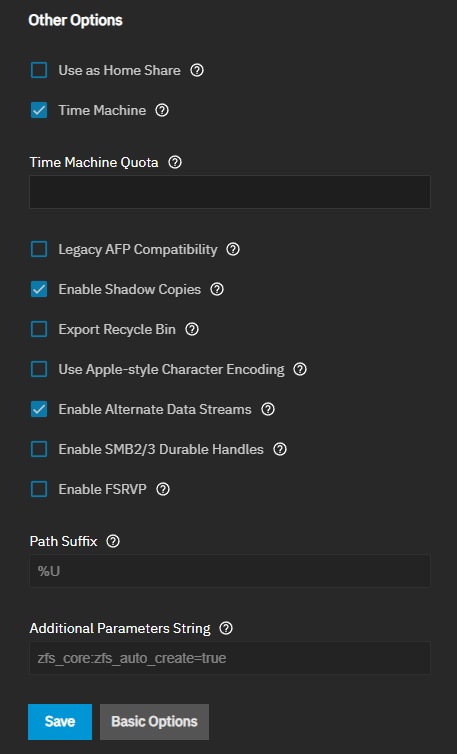 Other Options
Use as Home Share
Time Machine
Time Machine Quota
Legacy AFP Compatibility
Enable Shadow Copies
Export Recycle Bin
Use Apple-style Character Encoding
Enable Alternate Data Streams
Enable SMB2/3 Durable Handles
Enable FSRVP
Path Suffix
%U
Additional Parameters String
zfs_core:zfs_auto_create=true
Save Basic Options